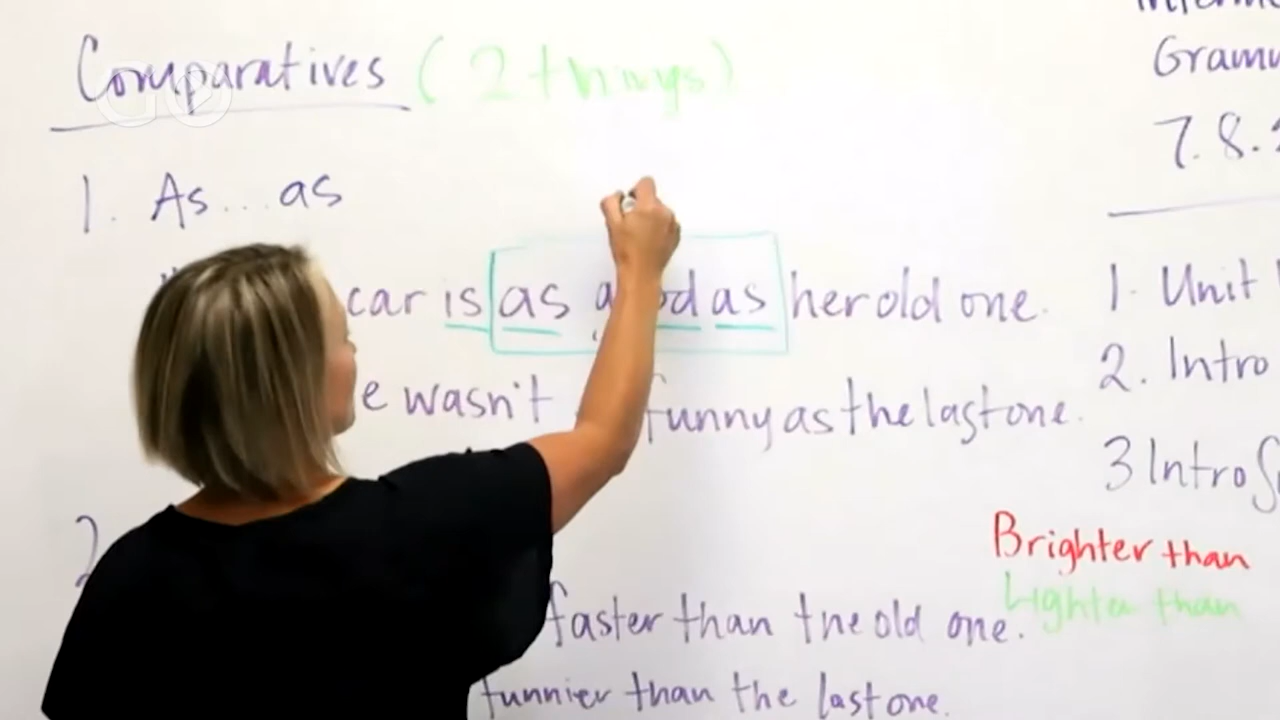 Comparatives (2 things)
1. As...as
car is as good as her old one.
wasn't funny as the last one.
2
faster than the old one.
funnier than the last one.
7.8.
1. Unit
2. Intro
3 Intro
Brighter than
Lighter than
GO